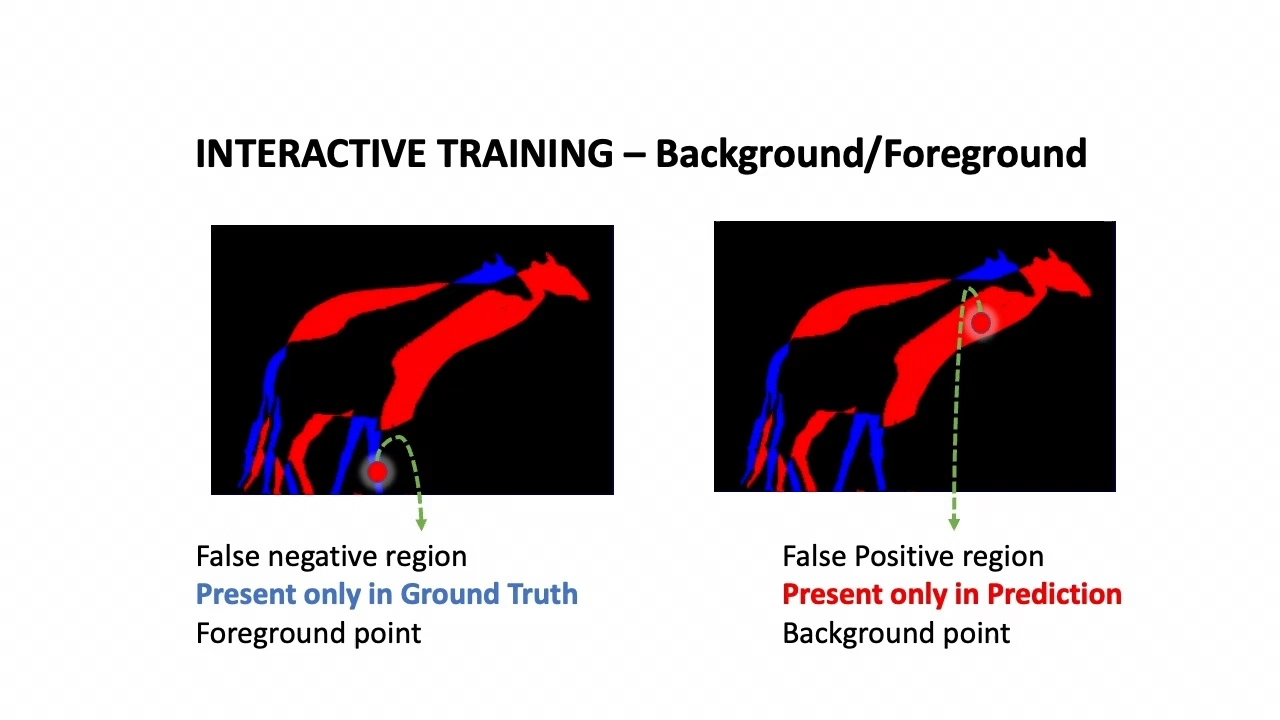 INTERACTIVE TRAINING – Background/Foreground
False negative region
Present only in Ground Truth
Foreground point
False Positive region
Present only in Prediction
Background point